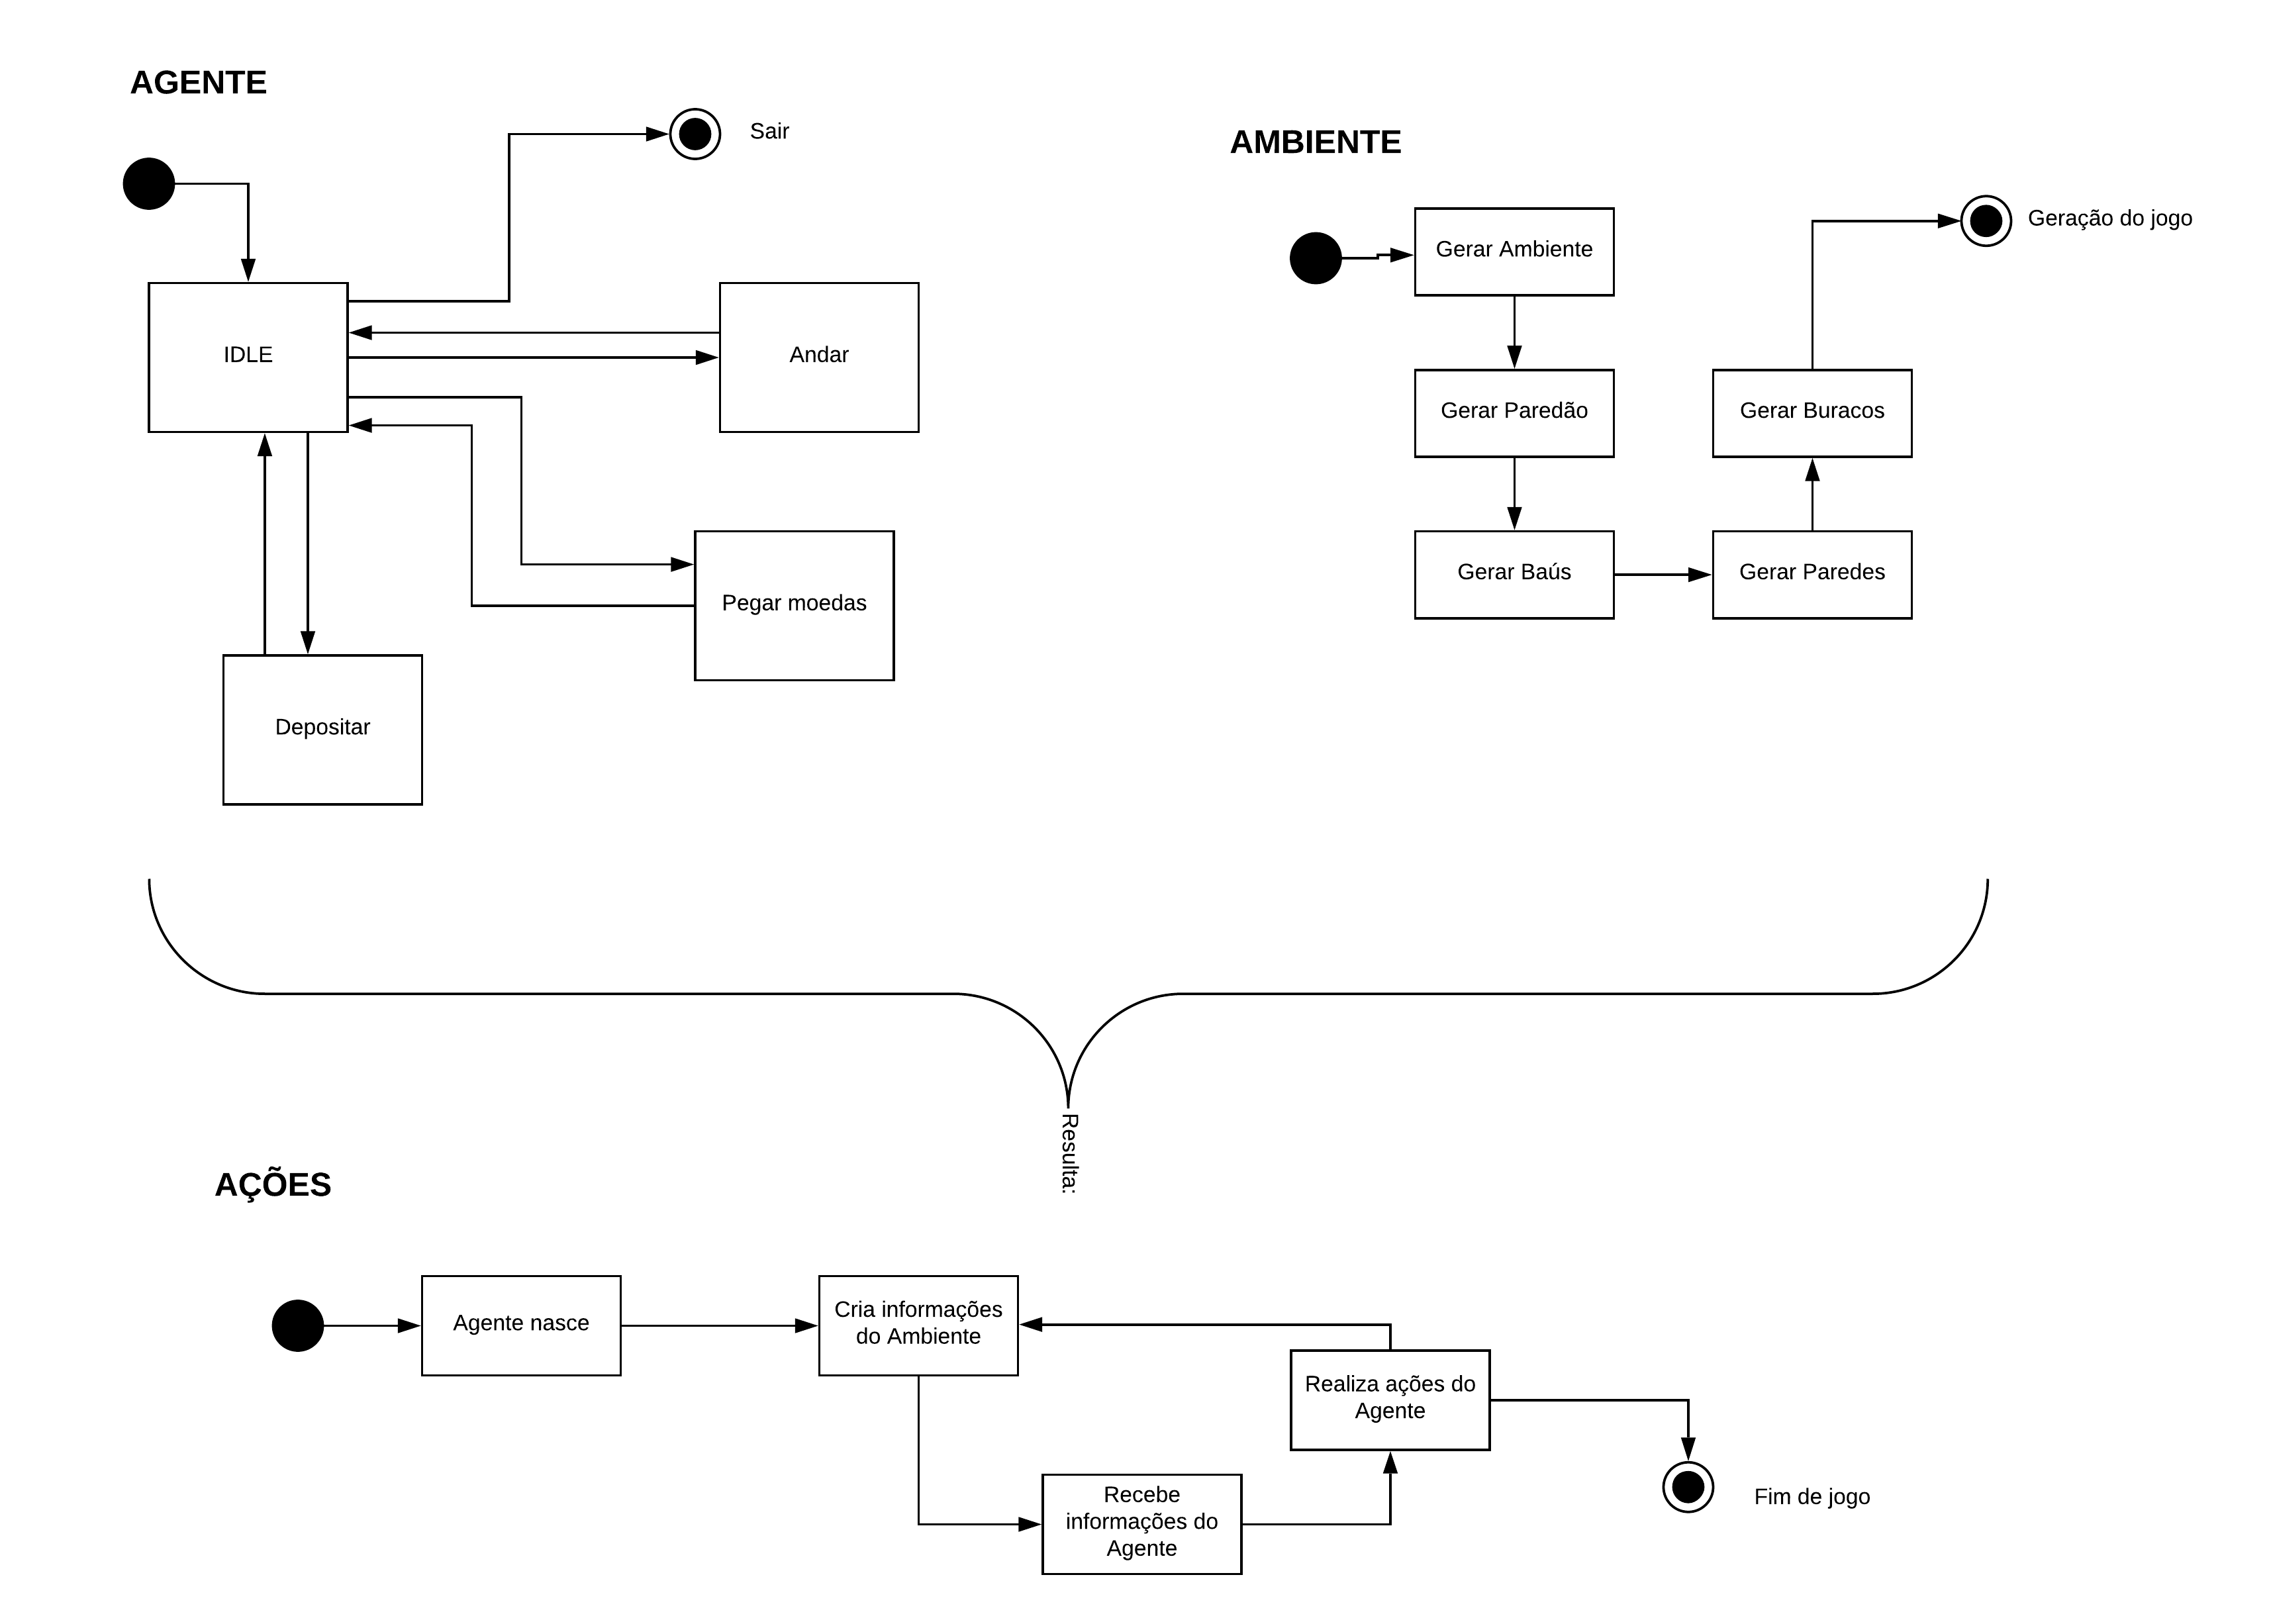 AGENTE
Sair
IDLE
Andar
Pegar moedas
Depositar
AMBIENTE
Gerar Ambiente
Geração do jogo
Gerar Paredão
Gerar Buracos
Gerar Baús
Gerar Paredes
Resulta:
AÇÕES
Agente nasce
Cria informações
do Ambiente
Realiza ações do
Agente
Recebe
informações do
Agente
Fim de jogo